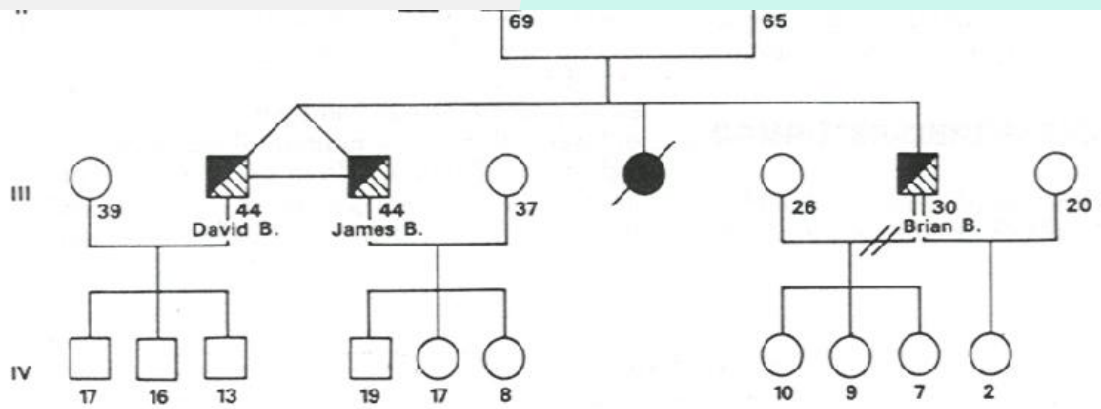 69 65
III
39 44 44 37 26 30 20
David B. James B. Brian B.
IV
17 16 13 19 17 8 10 9 7 2